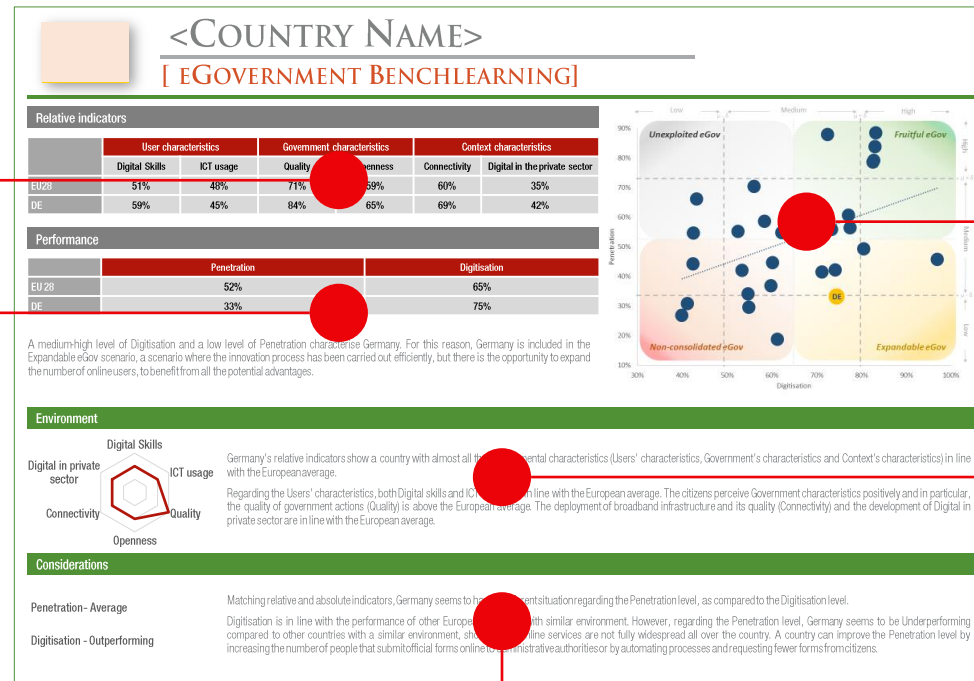 <COUNTRY NAME>
[ EGOVERNMENT BENCHLEARNING]
Relative indicators
User characteristics Government characteristics Context characteristics
Digital Skills ICT usage Quality Connectivity Digital in the private sector
EU28 51% 48% 71% 59% 60% 35%
DE 59% 45% 84% 65% 69% 42%
Performance
Penetration Digitisation
EU 28 52% 65%
DE 33% 75%
A medium-high level of Digitisation and a low level of Penetration characterise Germany. For this reason, Germany is included in the
Expandable eGov scenario, a scenario where the innovation process has been carried out efficiently, but there is the opportunity to expand
the number of online users, to benefit from all the potential advantages.
Low Medium High
Unexploited eGov Fruitful eGov
Non-consolidated eGov Expandable eGov
DE
90%
80%
70%
60%
50%
40%
30%
20%
10%
Penetration
30% 40% 50% 60% 70% 80% 90% 100%
Digitisation
High
Medium
Low
Environment
Digital Skills
ICT usage
Quality
Openness
Connectivity
Digital in private
sector
Germany's relative indicators show a country with almost all characteristics (Users' characteristics, Government's characteristics and Context's characteristics) in line
with the European average.
Regarding the Users' characteristics, both Digital skills and in line with the European average. The citizens perceive Government characteristics positively and in particular,
the quality of government actions (Quality) is above the European average. The deployment of broadband infrastructure and its quality (Connectivity) and the development of Digital in
private sector are in line with the European average.
Considerations
Penetration- Average
Digitisation - Outperforming
Matching relative and absolute indicators, Germany seems to situation regarding the Penetration level, as compared to the Digitisation level.
Digitisation is in line with the performance of other with similar environment. However, regarding the Penetration level, Germany seems to be Underperforming
compared to other countries with a similar environment, services are not fully widespread all over the country. A country can improve the Penetration level by
increasing the number of people that submit official forms online authorities or by automating processes and requesting fewer forms from citizens.